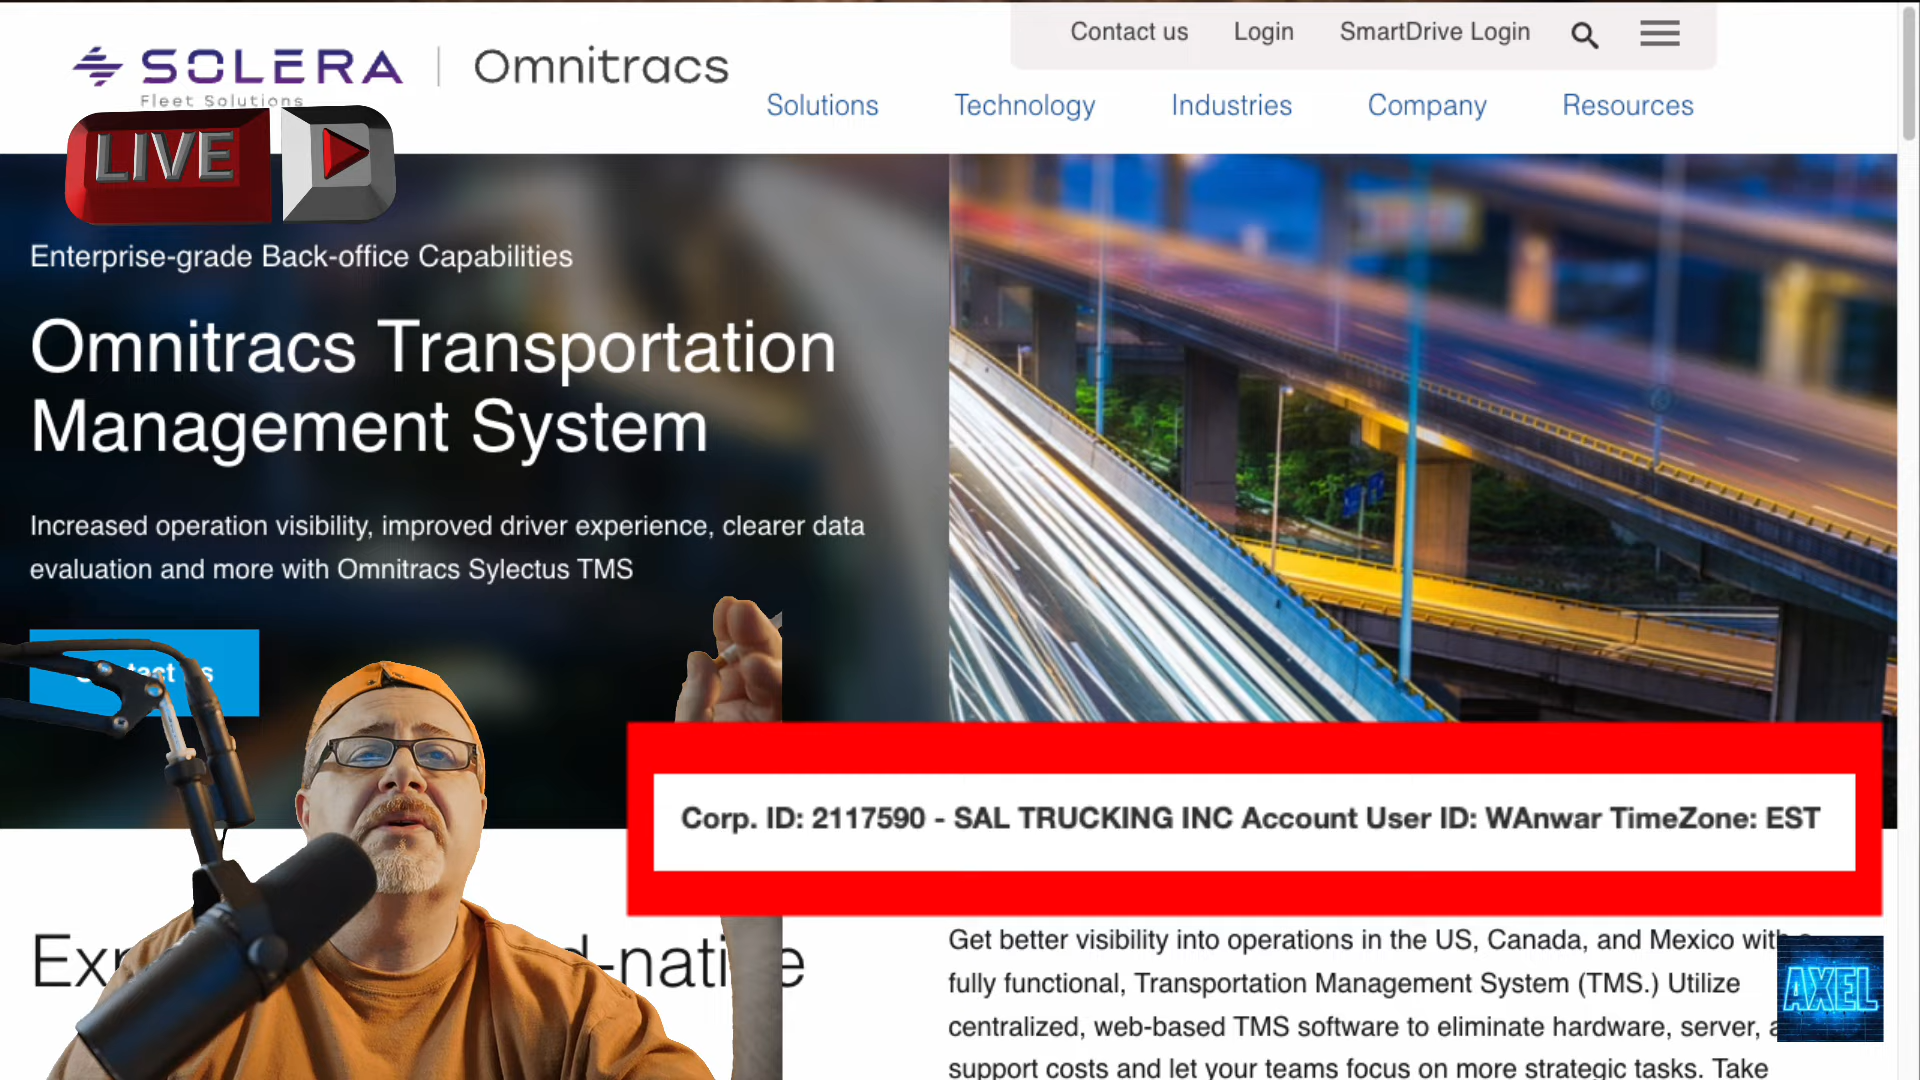 Contact us Login SmartDrive Login
SOLERA Omnitracs
Fleet Solutions
Solutions Technology Industries Company Resources
LIVE
Enterprise-grade Back-office Capabilities
Omnitracs Transportation
Management System
Increased operation visibility, improved driver experience, clearer data
evaluation and more with Omnitracs Sylectus TMS
Corp. ID: 2117590 - SAL TRUCKING INC Account User ID: WAnwar TimeZone: EST
Get better visibility into operations in the US, Canada, and Mexico with
fully functional, Transportation Management System (TMS.) Utilize
centralized, web-based TMS software to eliminate hardware, server,
support costs and let your teams focus on more strategic tasks. Take
AXEL